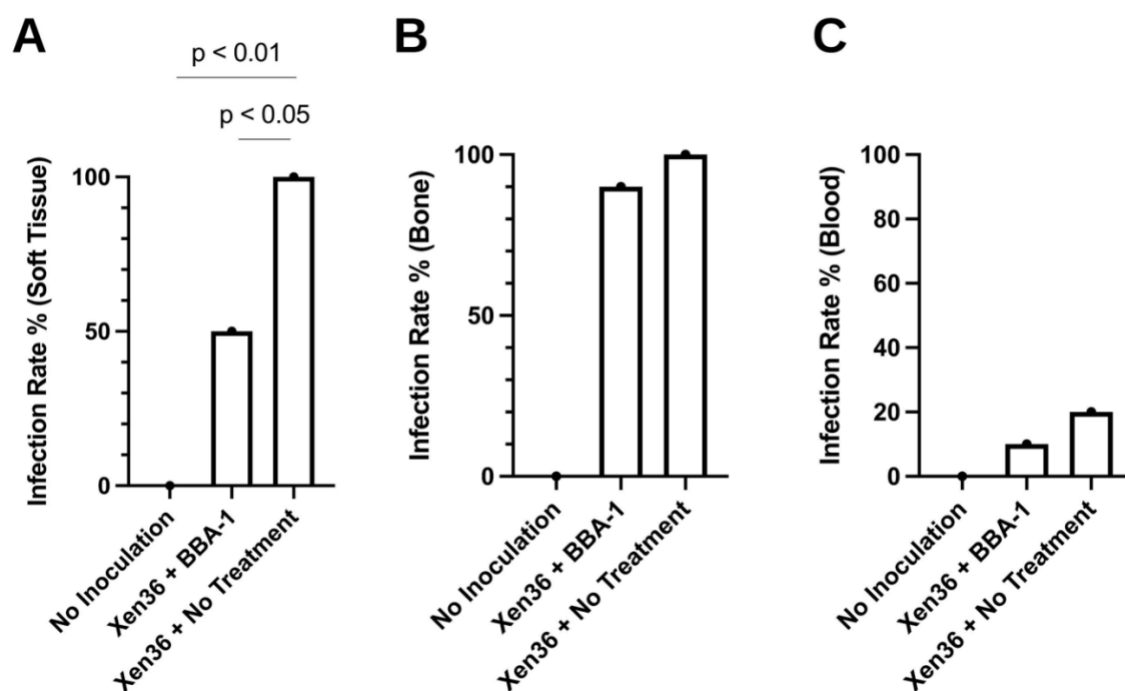 A
p < 0.01
p < 0.05
Infection Rate % (Soft Tissue)
100
50
0
No Inoculation
Xen36 + BBA-1
Xen36 + No Treatment
B
Infection Rate % (Bone)
100
50
0
No Inoculation
Xen36 + BBA-1
Xen36 + No Treatment
C
Infection Rate % (Blood)
100
80
60
40
20
0
No Inoculation
Xen36 + BBA-1
Xen36 + No Treatment